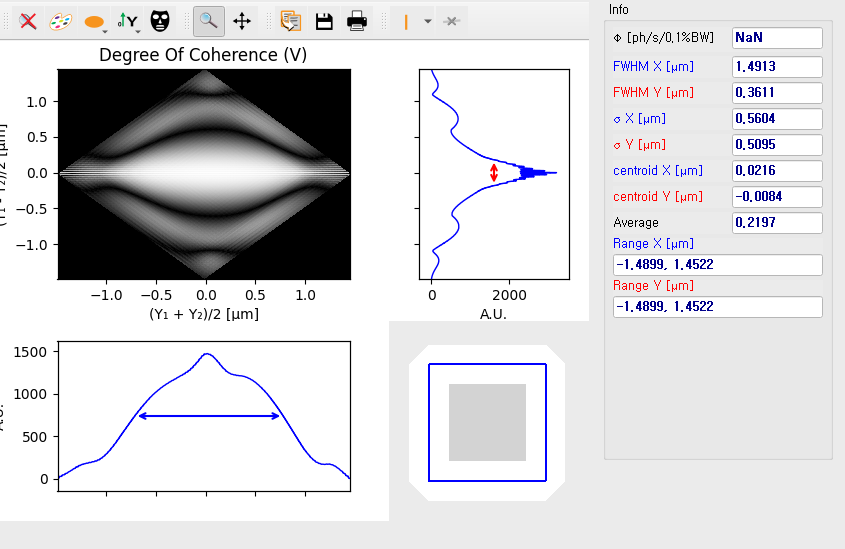 Info
Y
Degree Of Coherence (V)
Φ [ph/s/0.1%BW] NaN
FWHM X [µm] 1.4913
FWHM Y [µm] 0.3611
σ X [µm] 0.5604
σ Y [µm] 0.5095
centroid X [µm] 0.0216
centroid Y [µm] -0.0084
Average 0.2197
Range X [µm]
-1.4899, 1.4522
Range Y [µm]
-1.4899, 1.4522
1.0
0.5
0.0
−0.5
−1.0
−1.0 −0.5 0.0 0.5 1.0
(Y₁ + Y₂)/2 [µm]
0 2000
A.U.
1500
1000
500
0